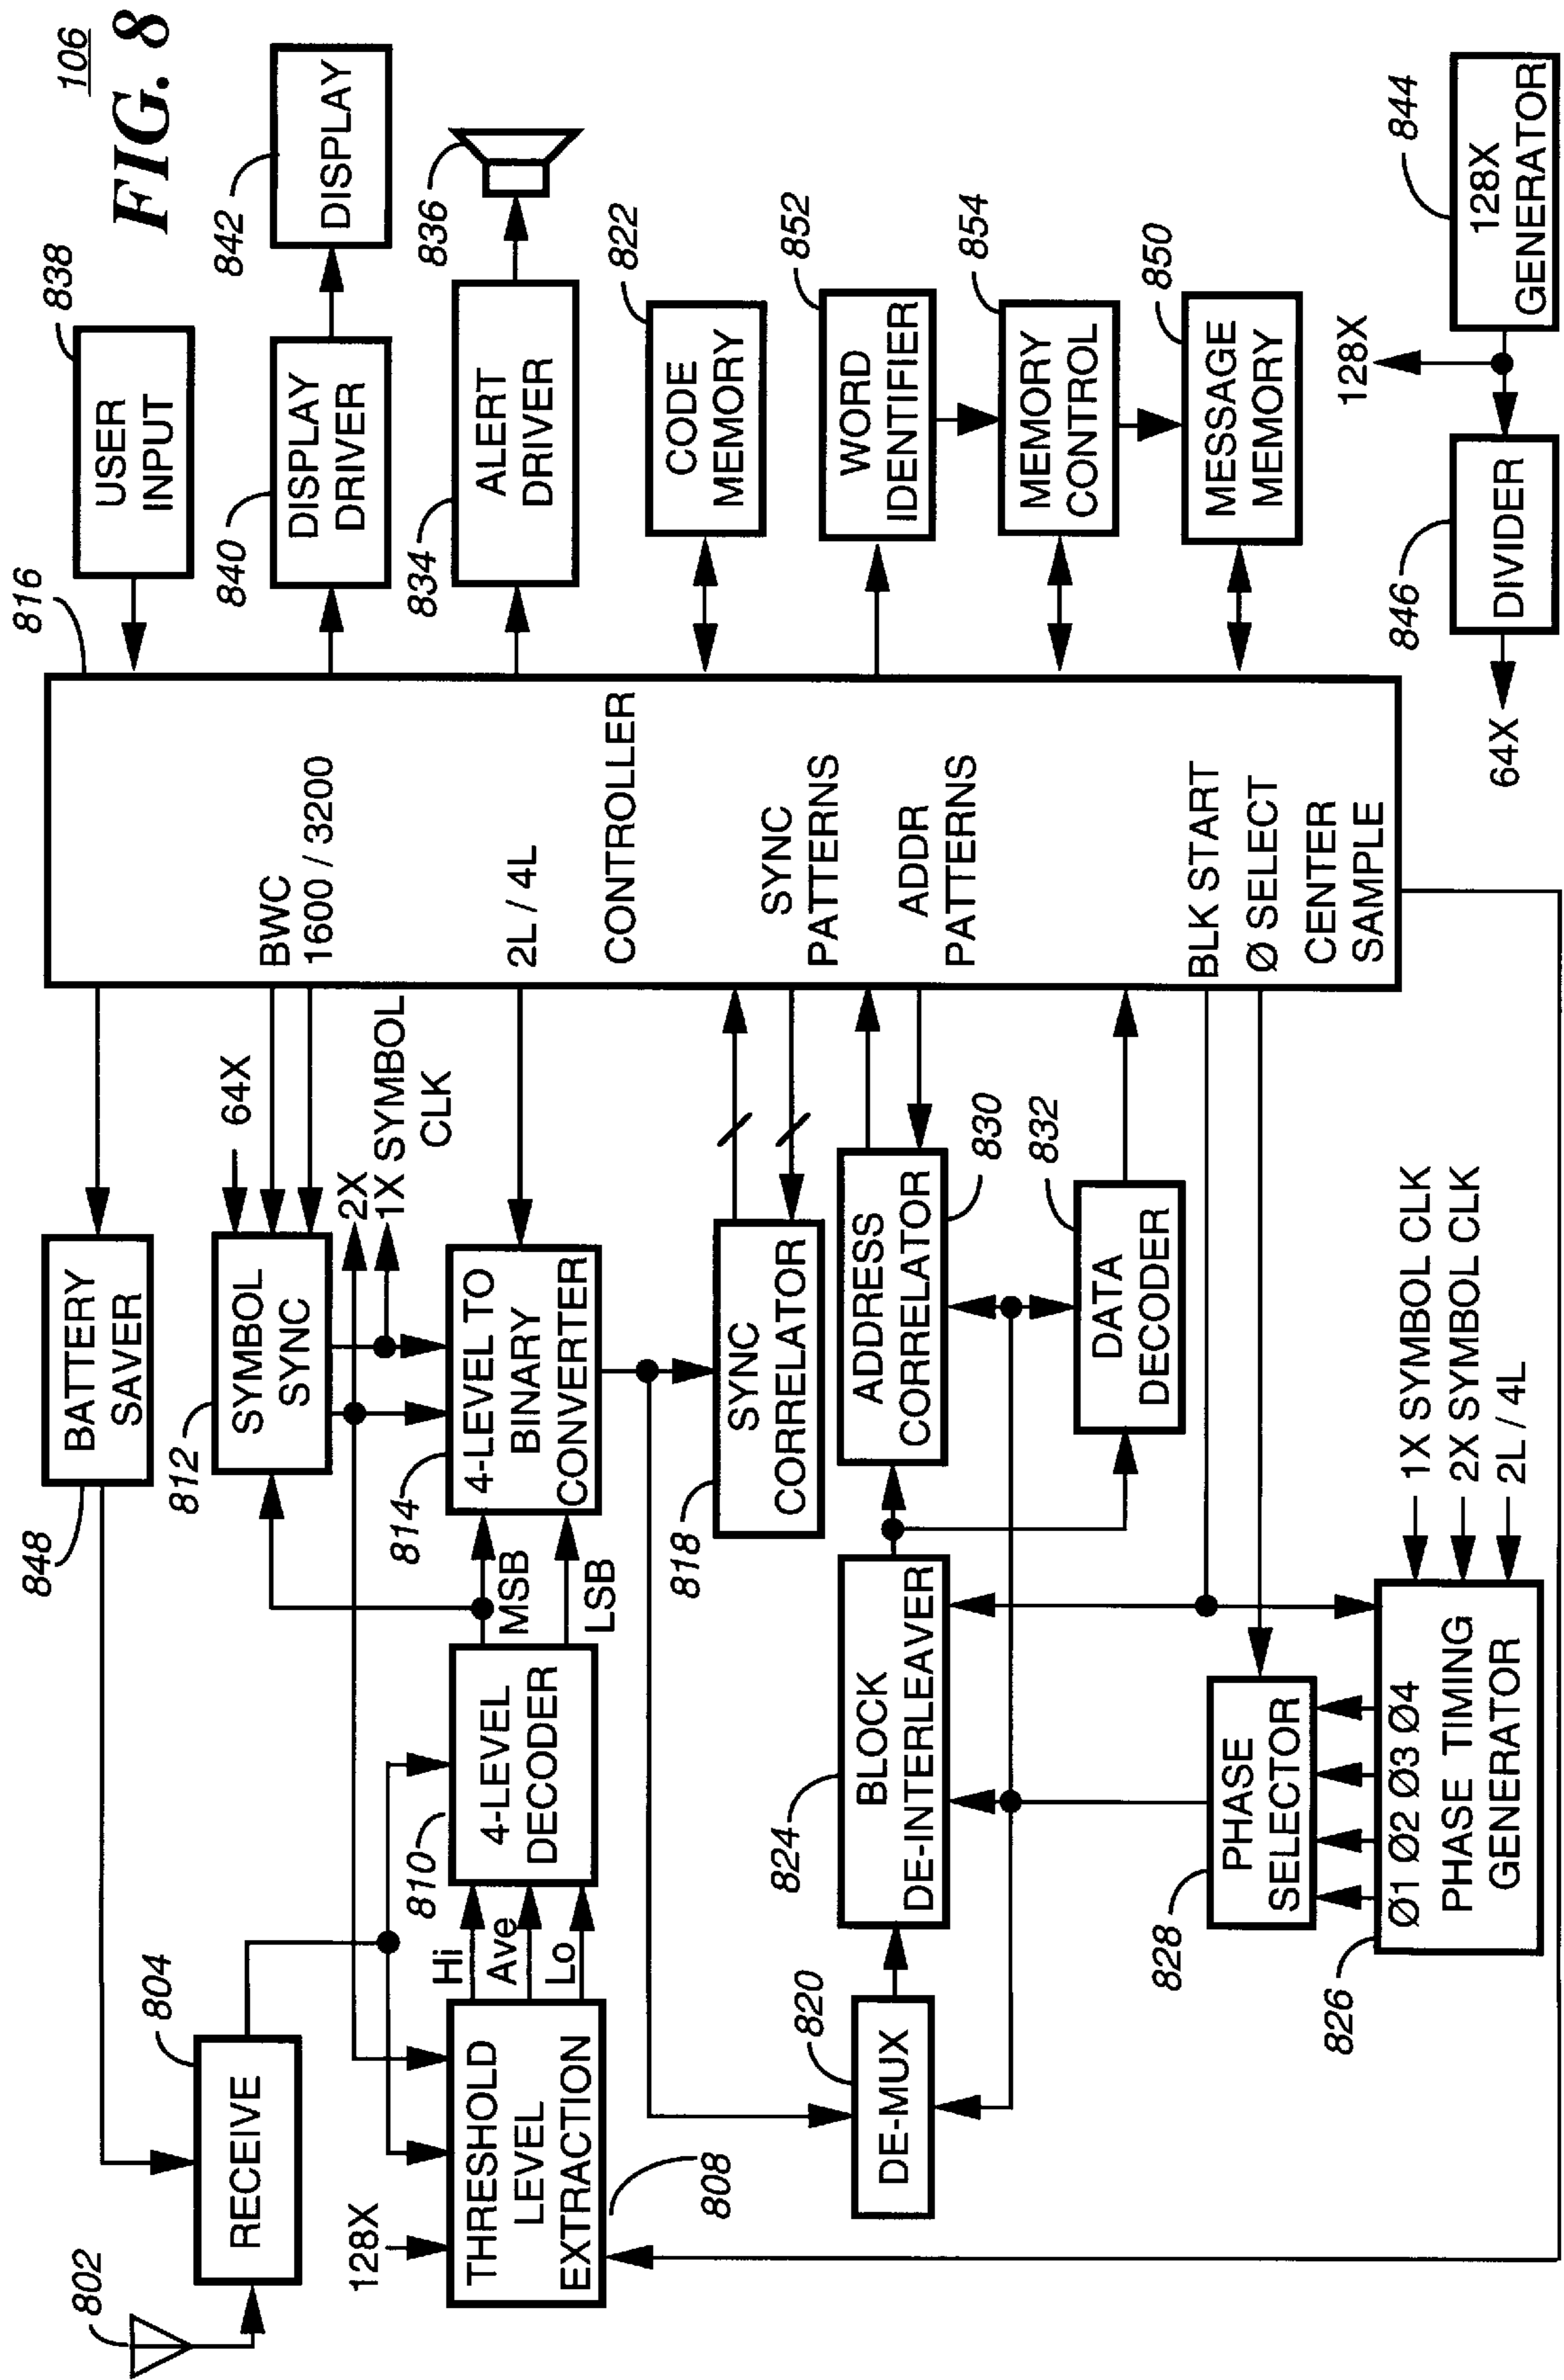 106
FIG. 8
802
804
RECEIVE
848
BATTERY
SAVER
816
838
USER
INPUT
812
SYMBOL
SYNC
64X
2X
1X SYMBOL
CLK
BWC
1600 / 3200
840
DISPLAY
DRIVER
842
DISPLAY
128X
THRESHOLD
LEVEL
EXTRACTION
808
Hi
Ave
Lo
810
4-LEVEL
DECODER
MSB
LSB
814
4-LEVEL TO
BINARY
CONVERTER
2L / 4L
834
ALERT
DRIVER
836
CONTROLLER
822
CODE
MEMORY
818
SYNC
CORRELATOR
SYNC
PATTERNS
852
WORD
IDENTIFIER
820
DE-MUX
824
BLOCK
DE-INTERLEAVER
ADDRESS
CORRELATOR
830
ADDR
PATTERNS
854
MEMORY
CONTROL
832
DATA
DECODER
850
MESSAGE
MEMORY
BLK START
Ø SELECT
CENTER
SAMPLE
828
PHASE
SELECTOR
826
Ø1 Ø2 Ø3 Ø4
PHASE TIMING
GENERATOR
1X SYMBOL CLK
2X SYMBOL CLK
2L / 4L
64X
846
DIVIDER
128X
844
128X
GENERATOR